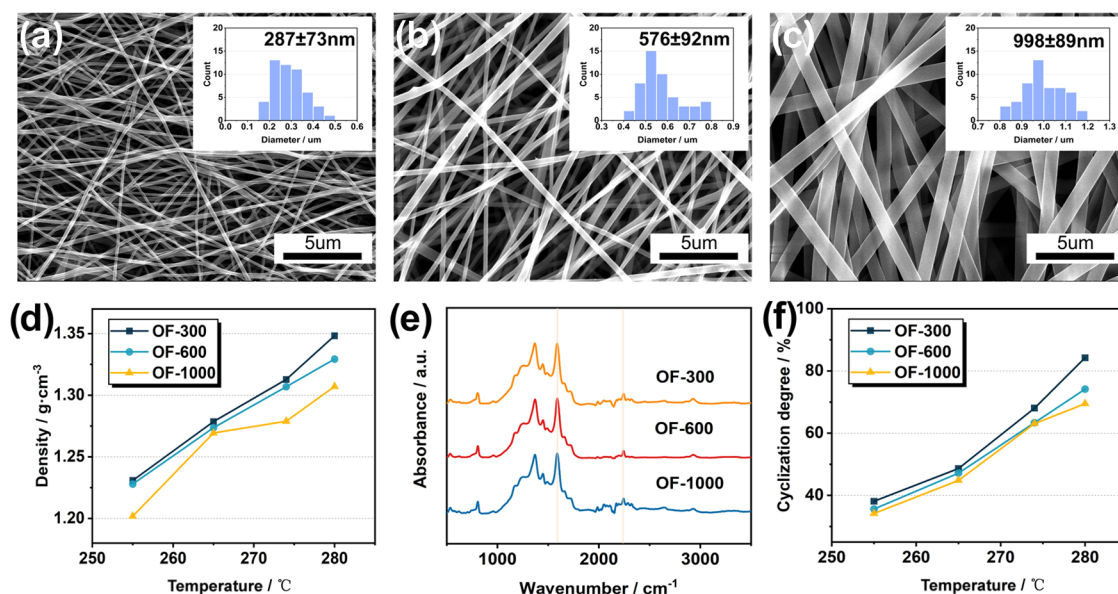 (a)
287±73nm
20
15
10
5
0
Count
0.0 0.1 0.2 0.3 0.4 0.5 0.6
Diameter / um
5um
(b)
576±92nm
20
15
10
5
0
Count
0.3 0.4 0.5 0.6 0.7 0.8 0.9
Diameter / um
5um
(c)
998±89nm
20
15
10
5
0
Count
0.7 0.8 0.9 1.0 1.1 1.2 1.3
Diameter / um
5um
(d)
OF-300
OF-600
OF-1000
1.35
1.30
1.25
1.20
Density / g·cm⁻³
250 260 270 280
Temperature / ℃
(e)
OF-300
OF-600
OF-1000
Absorbance / a.u.
1000 2000 3000
Wavenumber / cm⁻¹
(f)
OF-300
OF-600
OF-1000
100
80
60
40
Cyclization degree / %
250 260 270 280
Temperature / ℃